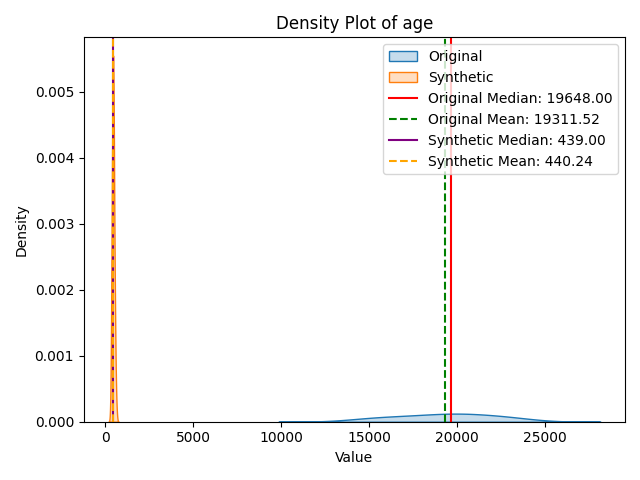 Density Plot of age
Original
Synthetic
Original Median: 19648.00
Original Mean: 19311.52
Synthetic Median: 439.00
Synthetic Mean: 440.24
Density
0.005
0.004
0.003
0.002
0.001
0.000
0
5000
10000
15000
20000
25000
Value